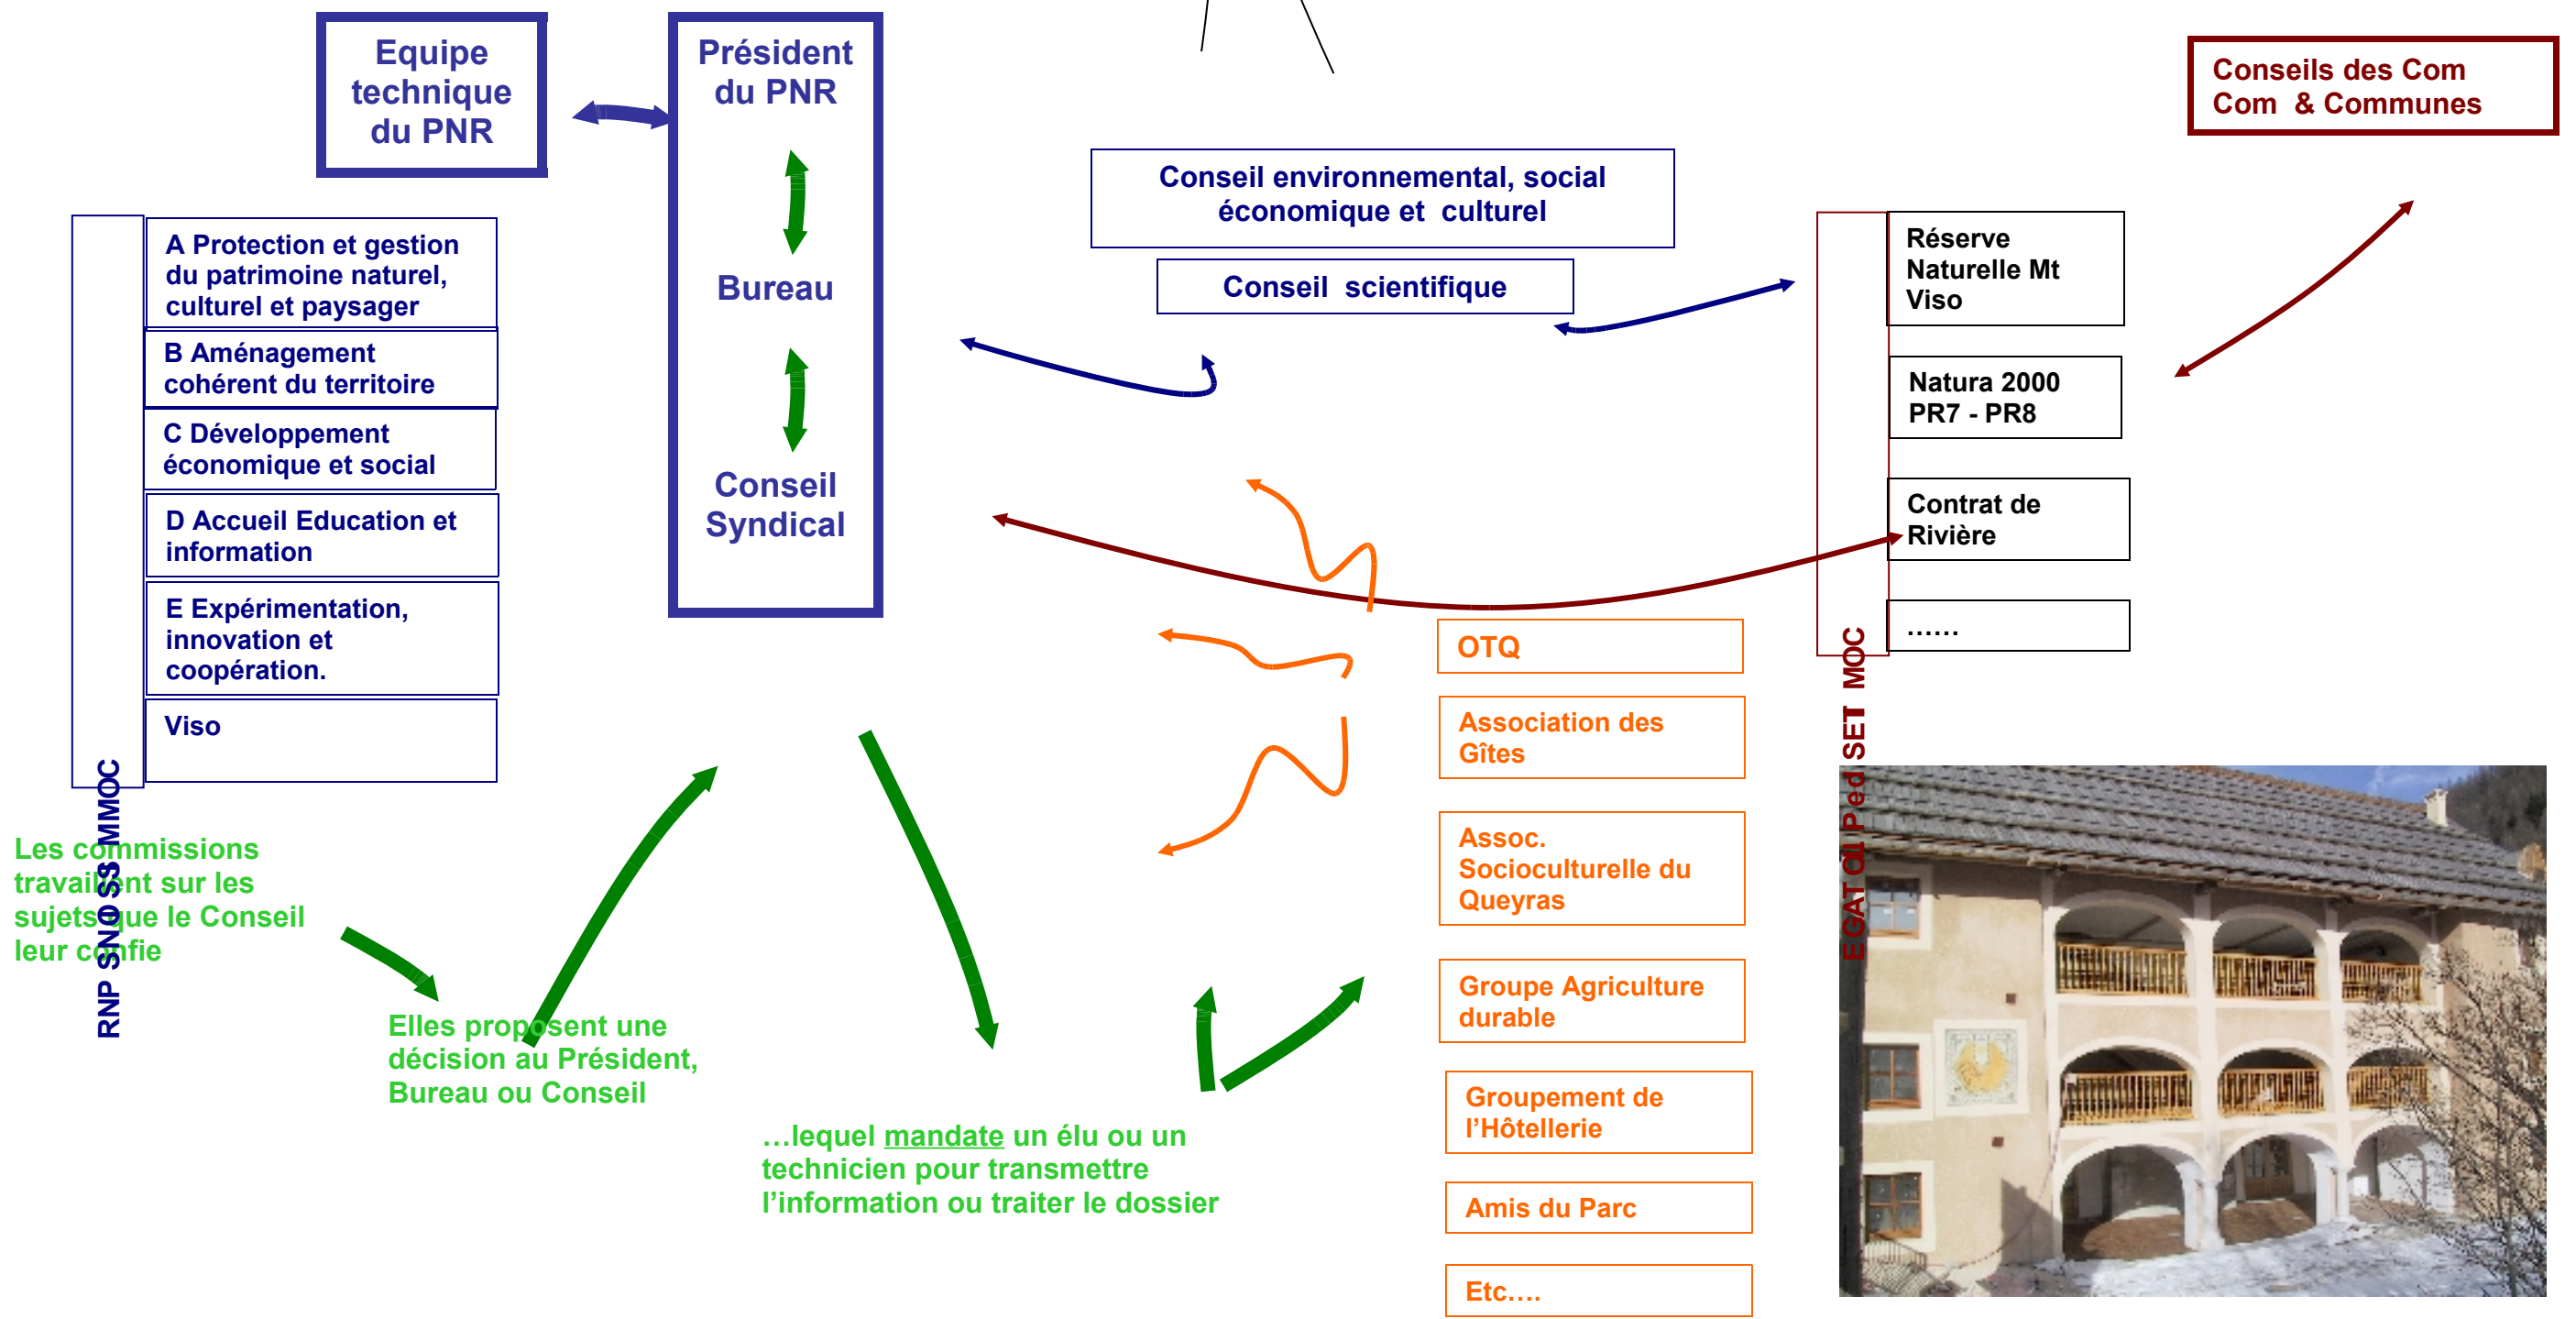 Equipe
technique
du PNR
Président
du PNR
Bureau
Conseil
Syndical
Conseils des Com
Com & Communes
Conseil environnemental, social
économique et culturel
Conseil scientifique
A Protection et gestion
du patrimoine naturel,
culturel et paysager
B Aménagement
cohérent du territoire
C Développement
économique et social
D Accueil Education et
information
E Expérimentation,
innovation et
coopération.
Viso
RNP SNOSSIMMOC
Réserve
Naturelle Mt
Viso
Natura 2000
PR7 - PR8
Contrat de
Rivière
......
EGATOLIPed SETIMOC
OTQ
Association des
Gîtes
Assoc.
Socioculturelle du
Queyras
Groupe Agriculture
durable
Groupement de
l’Hôtellerie
Amis du Parc
Etc….
Les commissions
travaillent sur les
sujets que le Conseil
leur confie
Elles proposent une
décision au Président,
Bureau ou Conseil
…lequel mandate un élu ou un
technicien pour transmettre
l’information ou traiter le dossier